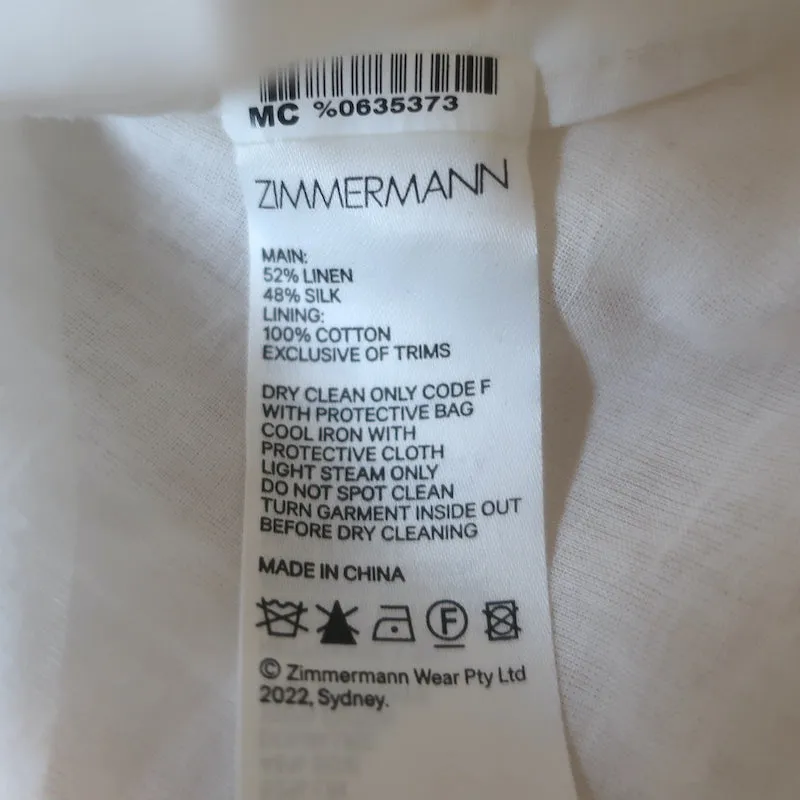 MC %0635373
ZIMMERMANN
MAIN:
52% LINEN
48% SILK
LINING:
100% COTTON
EXCLUSIVE OF TRIMS
DRY CLEAN ONLY CODE F
WITH PROTECTIVE BAG
COOL IRON WITH
PROTECTIVE CLOTH
LIGHT STEAM ONLY
DO NOT SPOT CLEAN
TURN GARMENT INSIDE OUT
BEFORE DRY CLEANING
MADE IN CHINA
F
© Zimmermann Wear Pty Ltd
2022, Sydney.